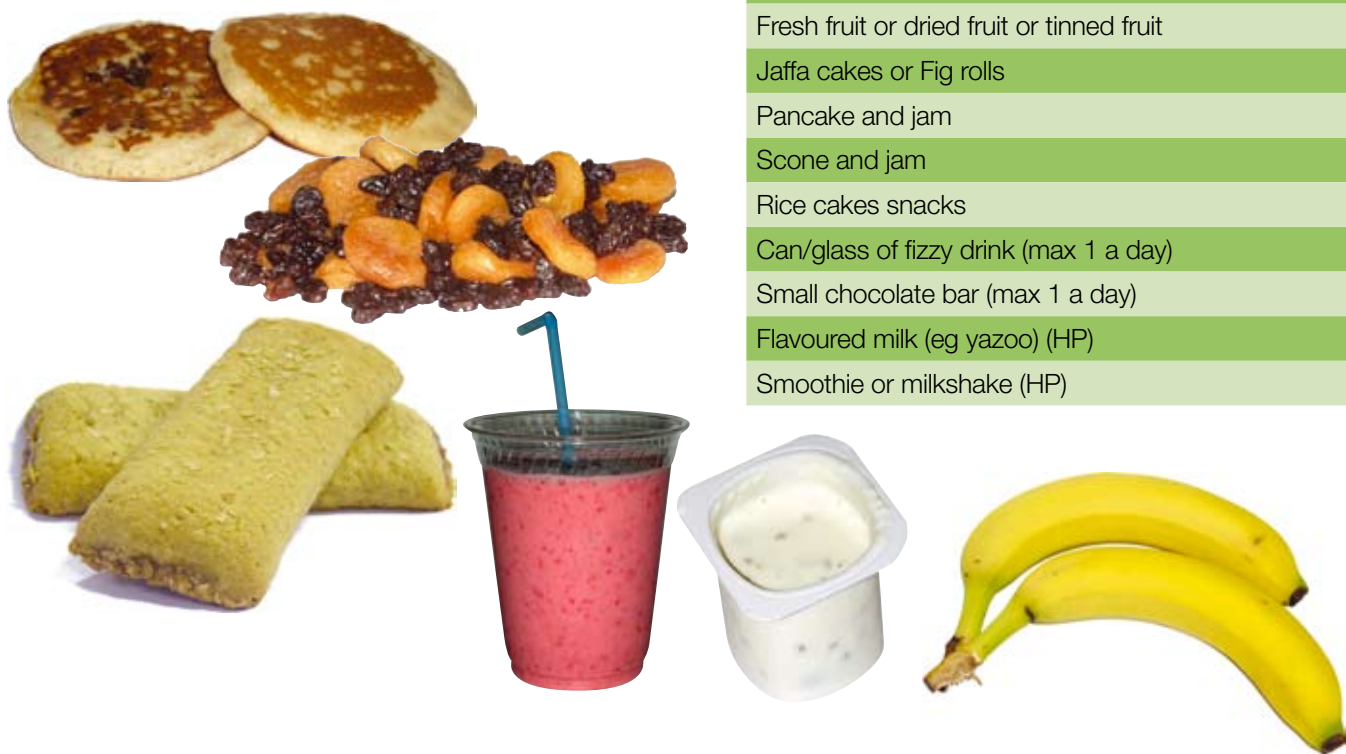 Fresh fruit or dried fruit or tinned fruit
Jaffa cakes or Fig rolls
Pancake and jam
Scone and jam
Rice cakes snacks
Can/glass of fizzy drink (max 1 a day)
Small chocolate bar (max 1 a day)
Flavoured milk (eg yazoo) (HP)
Smoothie or milkshake (HP)